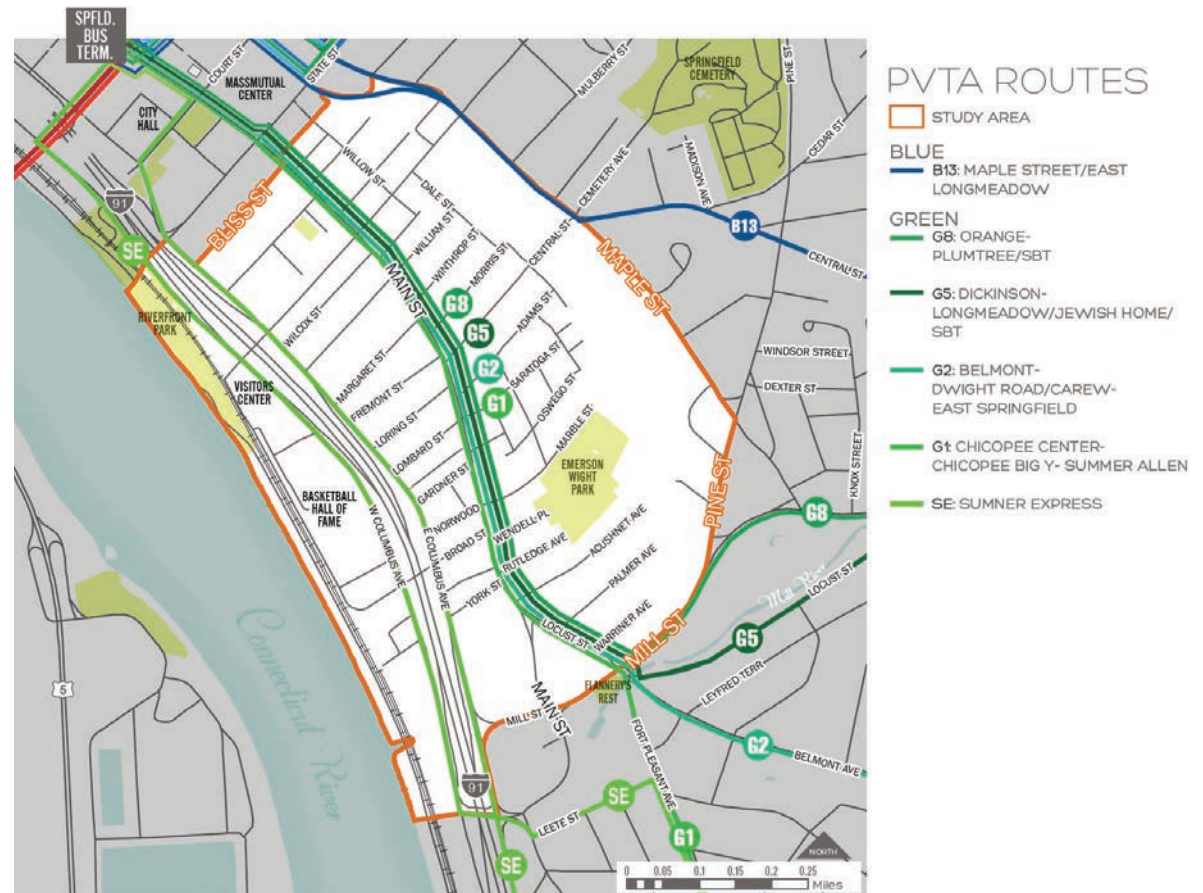 SPFLD.
BUS
TERM.
COURT ST
MASSMUTUAL
CENTER
STATE ST
MULBERRY ST
SPRINGFIELD
CEMETERY
PINE ST
CITY
HALL
CEDAR ST
WILLOW ST
CEMETERY AVE
MADISON AVE
91
BLISS ST
DALE ST
WILLIAM ST
WINTHROP ST
MORRIS ST
CENTRAL ST
SE
B13
CENTRAL ST
MAPLE ST
MAIN ST
RIVERFRONT
PARK
WILCOX ST
G8
ADAMS ST
G5
WINDSOR STREET
VISITORS
CENTER
MARGARET ST
G2
SARATOGA ST
DEXTER ST
FREMONT ST
G1
OSWEGO ST
LORING ST
MARBLE ST
LOMBARD ST
EMERSON
WIGHT
PARK
GARDNER ST
KNOX STREET
BASKETBALL
HALL OF
FAME
NORWOOD
WENDELL PL
PINE ST
G8
W COLUMBUS AVE
E COLUMBUS AVE
BROAD ST
RUTLEDGE AVE
ACUSHNET AVE
YORK ST
PALMER AVE
Mill River
LOCUST ST
LOCUST ST
WARRINER AVE
MILL ST
G5
Connecticut River
5
FLANNERY'S
REST
LEYFRED TERR
MAIN ST
MILL ST
FORT PLEASANT AVE
G2
BELMONT AVE
91
SE
LEETE ST
G1
SE
NORTH
0 0.05 0.1 0.15 0.2 0.25
Miles
PVTA ROUTES
STUDY AREA
BLUE
B13: MAPLE STREET/EAST
LONGMEADOW
GREEN
G8: ORANGE-
PLUMTREE/SBT
G5: DICKINSON-
LONGMEADOW/JEWISH HOME/
SBT
G2: BELMONT-
DWIGHT ROAD/CAREW-
EAST SPRINGFIELD
G1: CHICOPEE CENTER-
CHICOPEE BIG Y- SUMMER ALLEN
SE: SUMNER EXPRESS